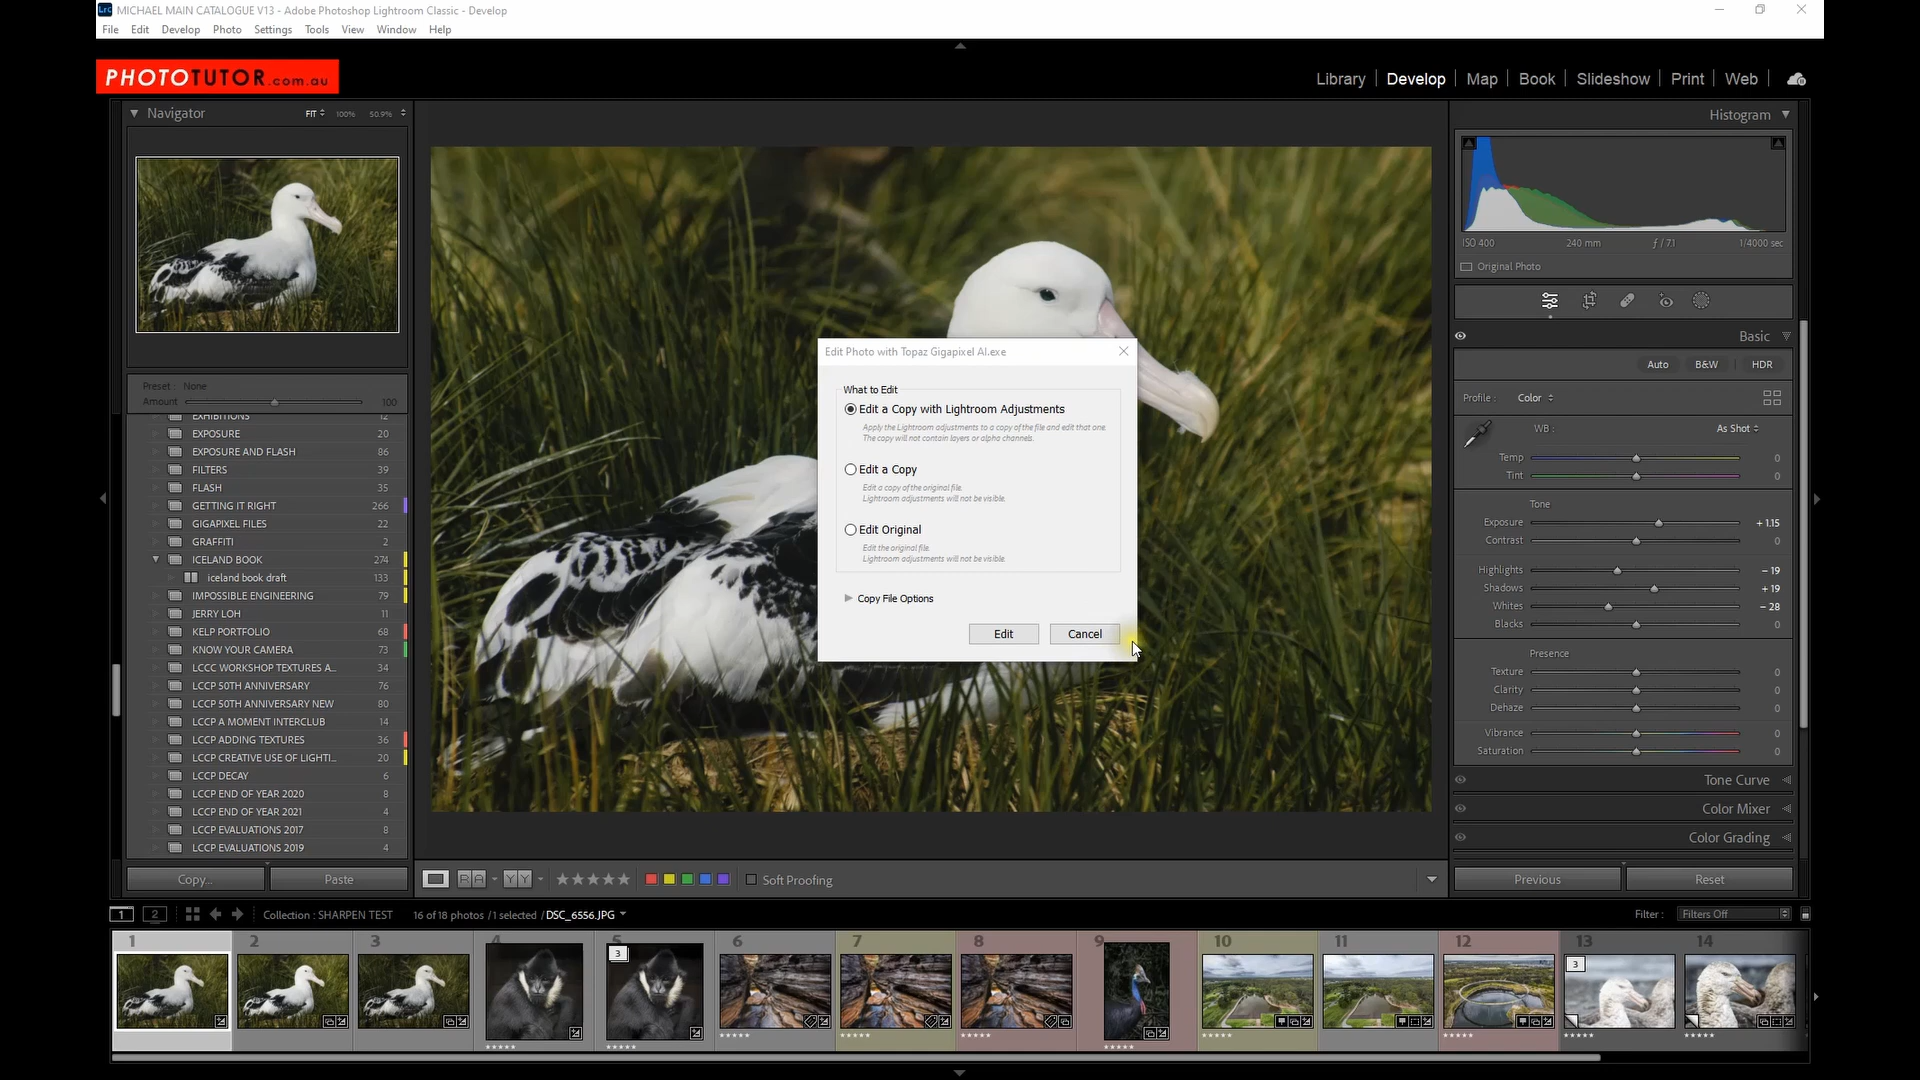 MICHAEL MAIN CATALOGUE V13 - Adobe Photoshop Lightroom Classic - Develop
File Edit Develop Photo Settings Tools View Window Help
PHOTOTUTOR.com.au
Library Develop Map Book Slideshow Print Web
Navigator FIT 100% 50.9%
Preset : None
Amount 100
EXHIBITIONS 12
EXPOSURE 20
EXPOSURE AND FLASH 86
FILTERS 39
FLASH 35
GETTING IT RIGHT 266
GIGAPIXEL FILES 22
GRAFFITI 2
ICELAND BOOK 274
iceland book draft 133
IMPOSSIBLE ENGINEERING 79
JERRY LOH 11
KELP PORTFOLIO 68
KNOW YOUR CAMERA 73
LCCC WORKSHOP TEXTURES A... 34
LCCP 50TH ANNIVERSARY 76
LCCP 50TH ANNIVERSARY NEW 80
LCCP A MOMENT INTERCLUB 14
LCCP ADDING TEXTURES 36
LCCP CREATIVE USE OF LIGHTI... 20
LCCP DECAY 6
LCCP END OF YEAR 2020 8
LCCP END OF YEAR 2021 4
LCCP EVALUATIONS 2017 8
LCCP EVALUATIONS 2019 4
Copy... Paste
Edit Photo with Topaz Gigapixel AI.exe
What to Edit
Edit a Copy with Lightroom Adjustments
Apply the Lightroom adjustments to a copy of the file and edit that one.
The copy will not contain layers or alpha channels.
Edit a Copy
Edit a copy of the original file.
Lightroom adjustments will not be visible.
Edit Original
Edit the original file.
Lightroom adjustments will not be visible.
Copy File Options
Edit Cancel
Soft Proofing
Histogram
ISO 400 240 mm ƒ / 7.1 1/4000 sec
Original Photo
Basic
Auto B&W HDR
Profile : Color
WB : As Shot
Temp 0
Tint 0
Tone
Exposure + 1.15
Contrast 0
Highlights – 19
Shadows + 19
Whites – 28
Blacks 0
Presence
Texture 0
Clarity 0
Dehaze 0
Vibrance 0
Saturation 0
Tone Curve
Color Mixer
Color Grading
Previous Reset
1 2 Collection : SHARPEN TEST 16 of 18 photos / 1 selected / DSC_6556.JPG Filter : Filters Off
1 2 3 4 5 6 7 8 9 10 11 12 13 14
3 3